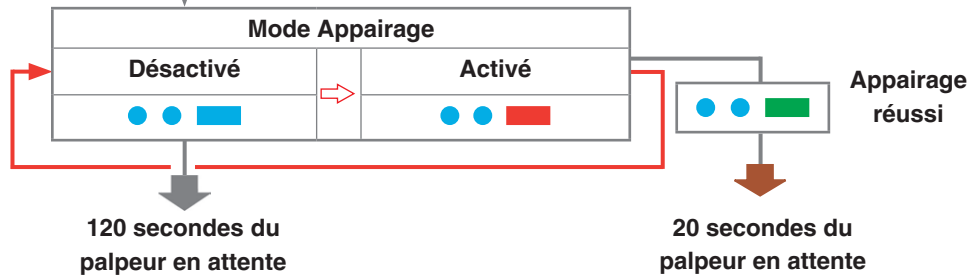 Mode Appairage
Désactivé
Activé
Appairage
réussi
120 secondes du
palpeur en attente
20 secondes du
palpeur en attente